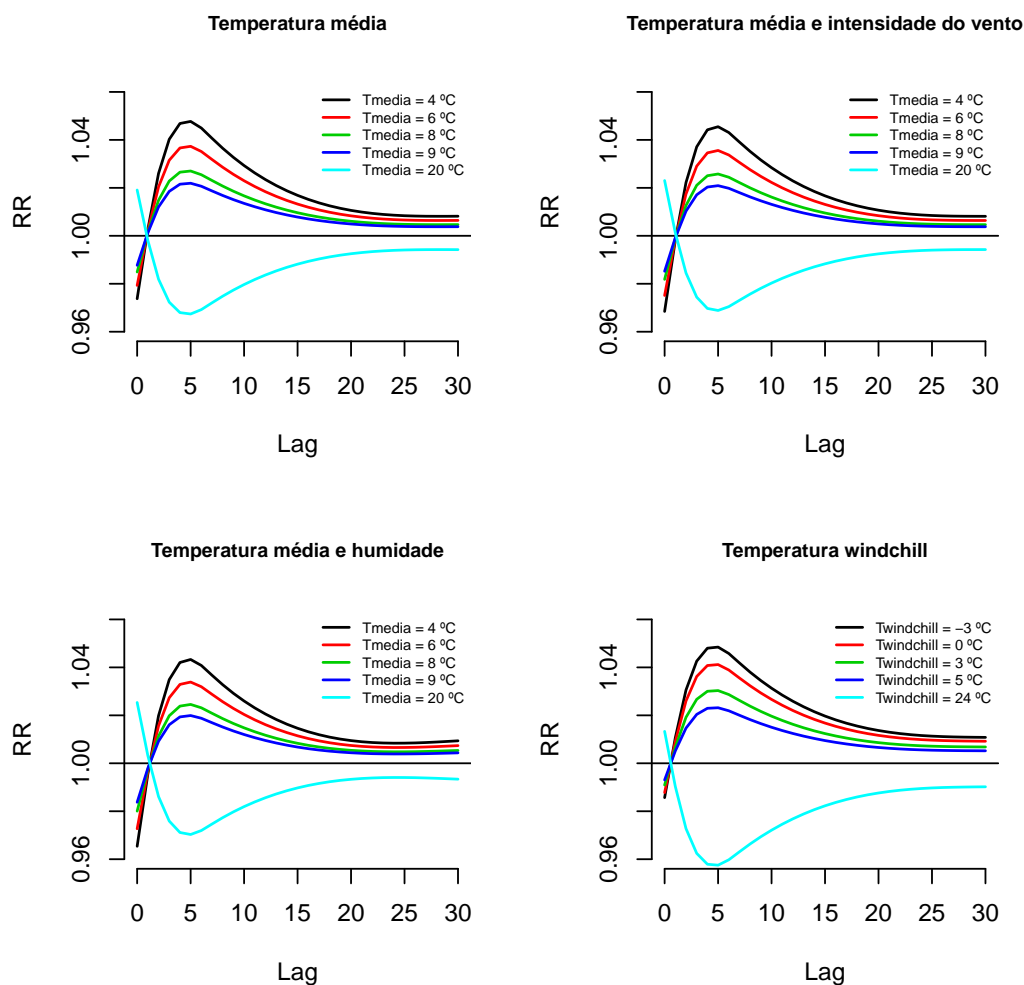 Temperatura média
Tmedia = 4 ºC
Tmedia = 6 ºC
Tmedia = 8 ºC
Tmedia = 9 ºC
Tmedia = 20 ºC
RR
1.04
1.00
0.96
0 5 10 15 20 25 30
Lag
Temperatura média e intensidade do vento
Tmedia = 4 ºC
Tmedia = 6 ºC
Tmedia = 8 ºC
Tmedia = 9 ºC
Tmedia = 20 ºC
RR
1.04
1.00
0.96
0 5 10 15 20 25 30
Lag
Temperatura média e humidade
Tmedia = 4 ºC
Tmedia = 6 ºC
Tmedia = 8 ºC
Tmedia = 9 ºC
Tmedia = 20 ºC
RR
1.04
1.00
0.96
0 5 10 15 20 25 30
Lag
Temperatura windchill
Twindchill = −3 ºC
Twindchill = 0 ºC
Twindchill = 3 ºC
Twindchill = 5 ºC
Twindchill = 24 ºC
RR
1.04
1.00
0.96
0 5 10 15 20 25 30
Lag